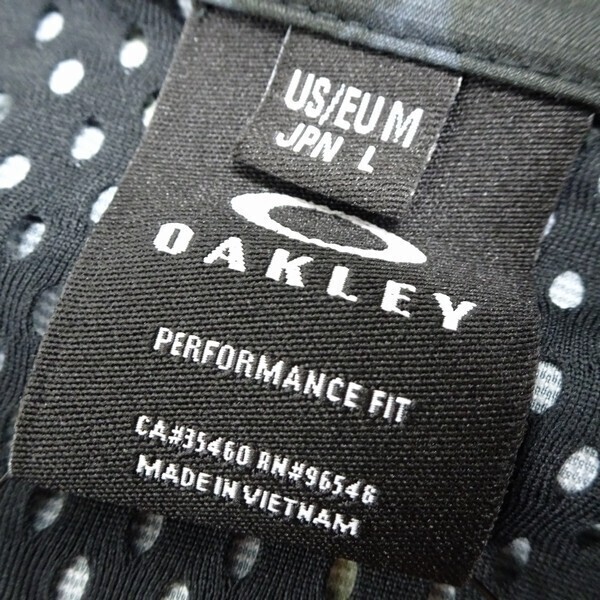 US/EU M
JPN L
OAKLEY
PERFORMANCE FIT
CA#35460 RN#96548
MADE IN VIETNAM